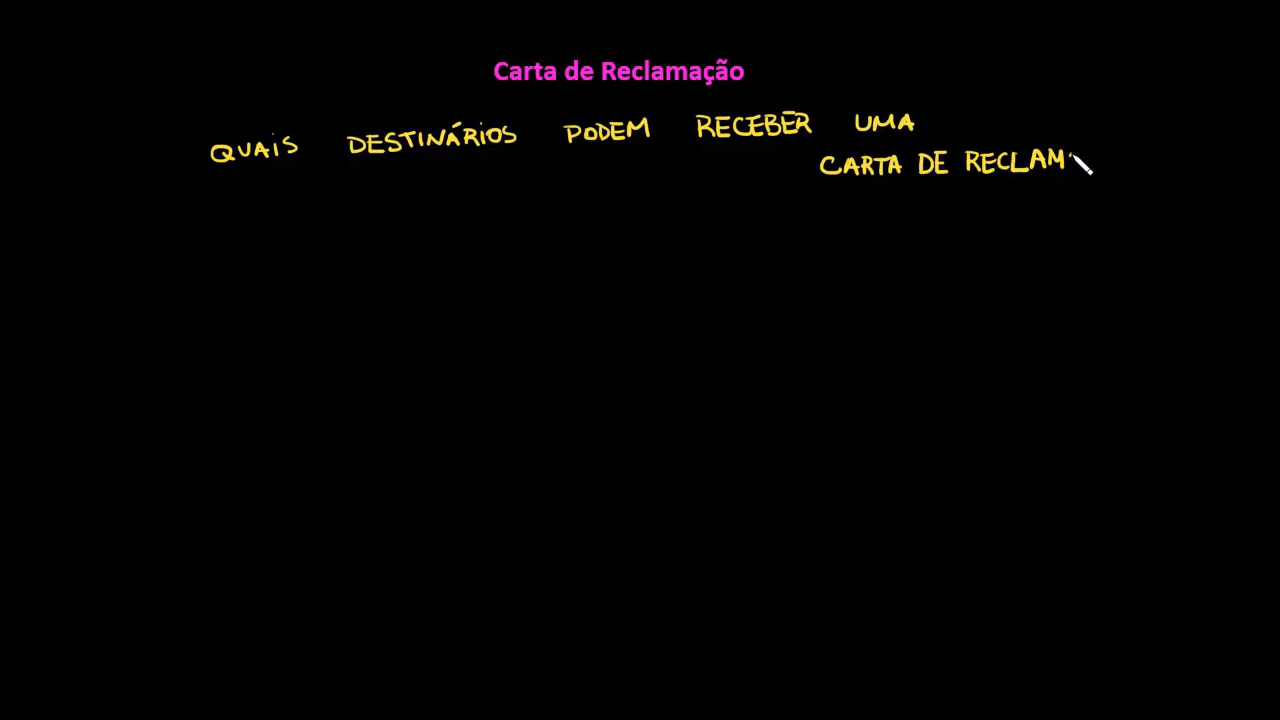 Carta de Reclamação
QUAIS DESTINÁRIOS PODEM RECEBER UMA
CARTA DE RECLAM